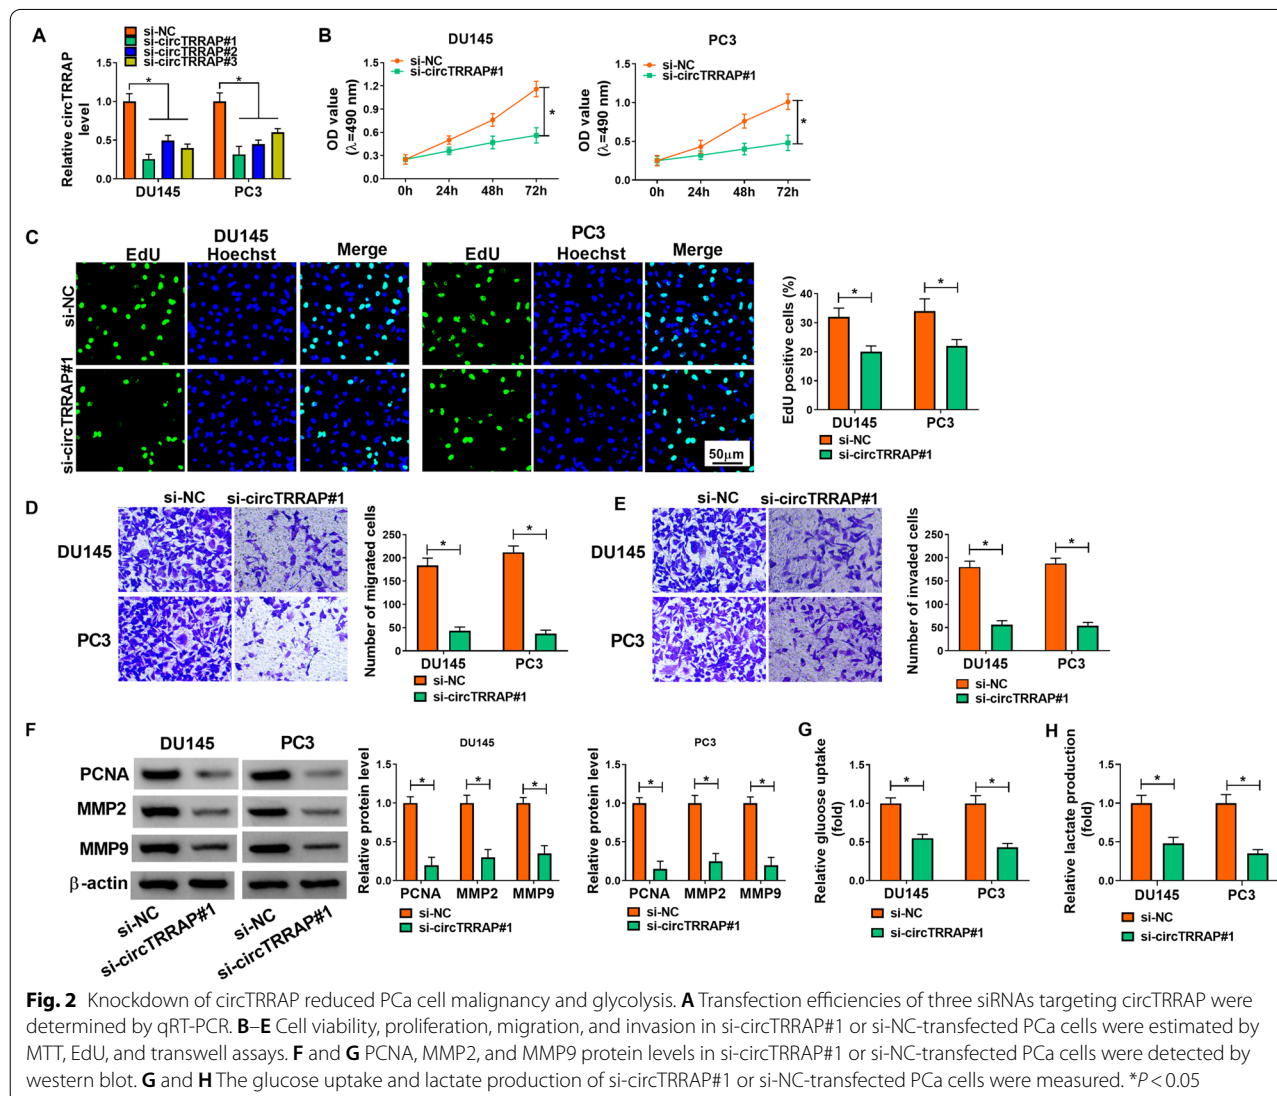 A
si-NC
si-circTRRAP#1
si-circTRRAP#2
si-circTRRAP#3
Relative circTRRAP
level
1.5
1.0
0.5
0.0
*
*
DU145
PC3
B
DU145
si-NC
si-circTRRAP#1
OD value
(λ=490 nm)
1.5
1.2
0.9
0.6
0.3
0.0
*
0h
24h
48h
72h
PC3
si-NC
si-circTRRAP#1
OD value
(λ=490 nm)
1.5
1.0
0.5
0.0
*
0h
24h
48h
72h
C
DU145
PC3
EdU
Hoechst
Merge
EdU
Hoechst
Merge
si-NC
si-circTRRAP#1
50μm
EdU positive cells (%)
40
30
20
10
0
*
*
DU145
PC3
si-NC
si-circTRRAP#1
D
si-NC
si-circTRRAP#1
DU145
PC3
Number of migrated cells
250
200
150
100
50
0
*
*
DU145
PC3
si-NC
si-circTRRAP#1
E
si-NC
si-circTRRAP#1
DU145
PC3
Number of invaded cells
250
200
150
100
50
0
*
*
DU145
PC3
si-NC
si-circTRRAP#1
F
DU145
PC3
PCNA
MMP2
MMP9
β-actin
si-NC
si-circTRRAP#1
si-NC
si-circTRRAP#1
DU145
Relative protein level
1.5
1.0
0.5
0.0
*
*
*
PCNA
MMP2
MMP9
si-NC
si-circTRRAP#1
PC3
Relative protein level
1.5
1.0
0.5
0.0
*
*
*
PCNA
MMP2
MMP9
si-NC
si-circTRRAP#1
G
Relative gluoose uptake
(fold)
1.5
1.0
0.5
0.0
*
*
DU145
PC3
si-NC
si-circTRRAP#1
H
Relative lactate production
(fold)
1.5
1.0
0.5
0.0
*
*
DU145
PC3
si-NC
si-circTRRAP#1
Fig. 2 Knockdown of circTRRAP reduced PCa cell malignancy and glycolysis. A Transfection efficiencies of three siRNAs targeting circTRRAP were
determined by qRT-PCR. B–E Cell viability, proliferation, migration, and invasion in si-circTRRAP#1 or si-NC-transfected PCa cells were estimated by
MTT, EdU, and transwell assays. F and G PCNA, MMP2, and MMP9 protein levels in si-circTRRAP#1 or si-NC-transfected PCa cells were detected by
western blot. G and H The glucose uptake and lactate production of si-circTRRAP#1 or si-NC-transfected PCa cells were measured. *P < 0.05